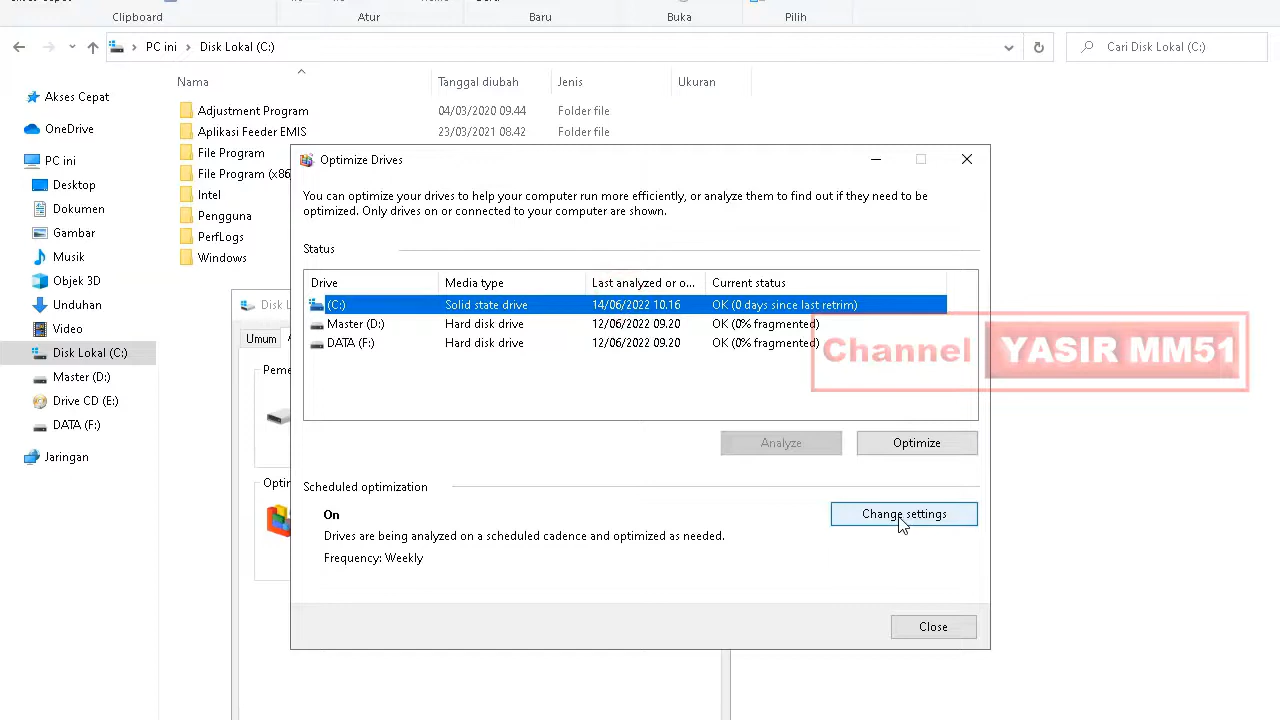 Clipboard
Atur
Baru
Buka
Pilih
PC ini > Disk Lokal (C:)
Cari Disk Lokal (C:)
Nama
Tanggal diubah
Jenis
Ukuran
Akses Cepat
OneDrive
PC ini
Desktop
Dokumen
Gambar
Musik
Objek 3D
Unduhan
Video
Disk Lokal (C:)
Master (D:)
Drive CD (E:)
DATA (F:)
Jaringan
Adjustment Program 04/03/2020 09.44 Folder file
Aplikasi Feeder EMIS 23/03/2021 08.42 Folder file
File Program
File Program (x86
Intel
Pengguna
PerfLogs
Windows
Disk L
Umum
Peme
Optim
Optimize Drives
You can optimize your drives to help your computer run more efficiently, or analyze them to find out if they need to be
optimized. Only drives on or connected to your computer are shown.
Status
Drive Media type Last analyzed or o... Current status
(C:) Solid state drive 14/06/2022 10.16 OK (0 days since last retrim)
Master (D:) Hard disk drive 12/06/2022 09.20 OK (0% fragmented)
DATA (F:) Hard disk drive 12/06/2022 09.20 OK (0% fragmented)
Channel YASIR MM51
Analyze
Optimize
Scheduled optimization
On
Change settings
Drives are being analyzed on a scheduled cadence and optimized as needed.
Frequency: Weekly
Close